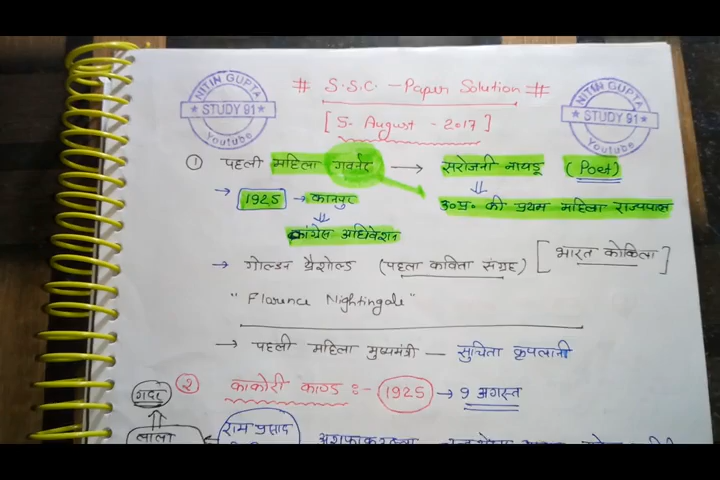 NITIN GUPTA
STUDY 91
Youtube
NITIN GUPTA
STUDY 91
Youtube
# S.S.C. - Paper Solution #
[5 - August - 2017]
① पहली महिला गवर्नर → सरोजनी नायडू (Poet)
→ 1925 → कानपुर ⇓ उ०प्र० की प्रथम महिला राज्यपाल
⇓
कांग्रेस अधिवेशन
→ गोल्डन थ्रैशोल्ड (पहला कविता संग्रह) [भारत कोकिला]
"Florence Nightingale"
→ पहली महिला मुख्यमंत्री — सुचिता कृपलानी
② काकोरी काण्ड :- 1925 → 9 अगस्त
गदर
लाला राम प्रसाद